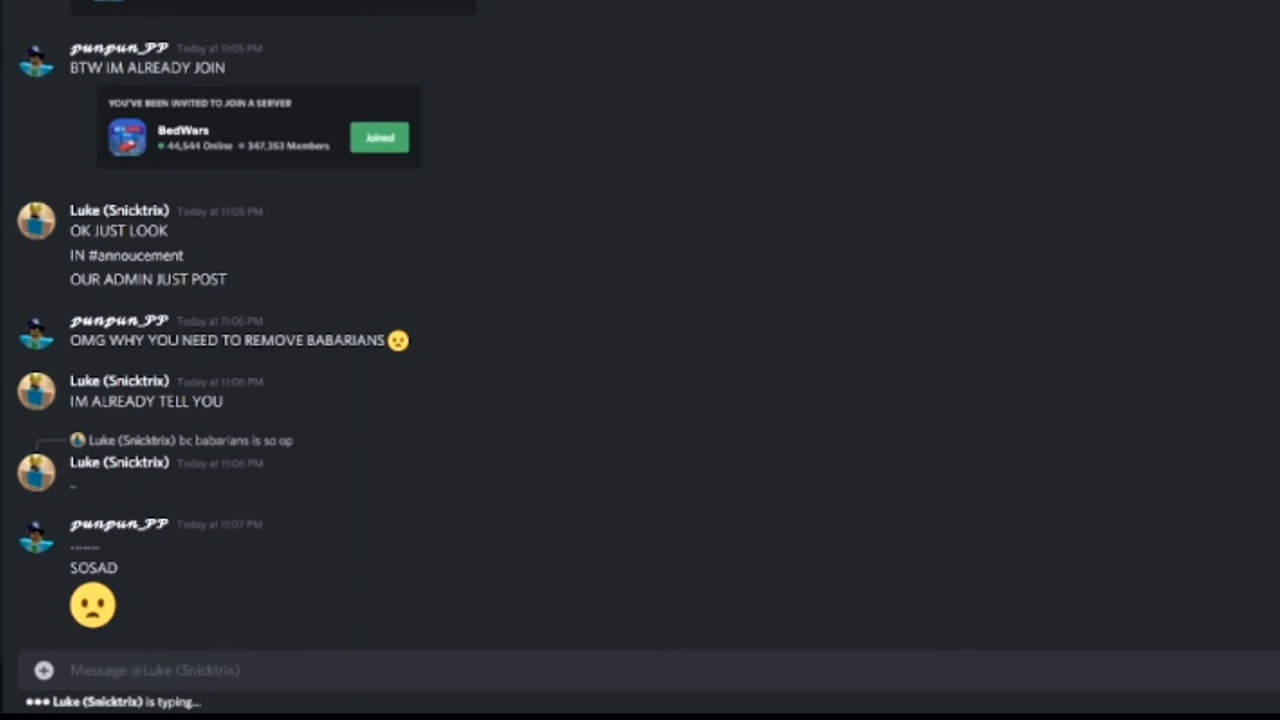 punpun_PP Today at 11:05 PM
BTW IM ALREADY JOIN
YOU'VE BEEN INVITED TO JOIN A SERVER
BedWars
44,544 Online 347,353 Members
Joined
Luke (Snicktrix) Today at 11:05 PM
OK JUST LOOK
IN #annoucement
OUR ADMIN JUST POST
punpun_PP Today at 11:06 PM
OMG WHY YOU NEED TO REMOVE BABARIANS😦
Luke (Snicktrix) Today at 11:06 PM
IM ALREADY TELL YOU
Luke (Snicktrix) bc babarians is so op
Luke (Snicktrix) Today at 11:06 PM
..
punpun_PP Today at 11:07 PM
.......
SOSAD
Message @Luke (Snicktrix)
Luke (Snicktrix) is typing...